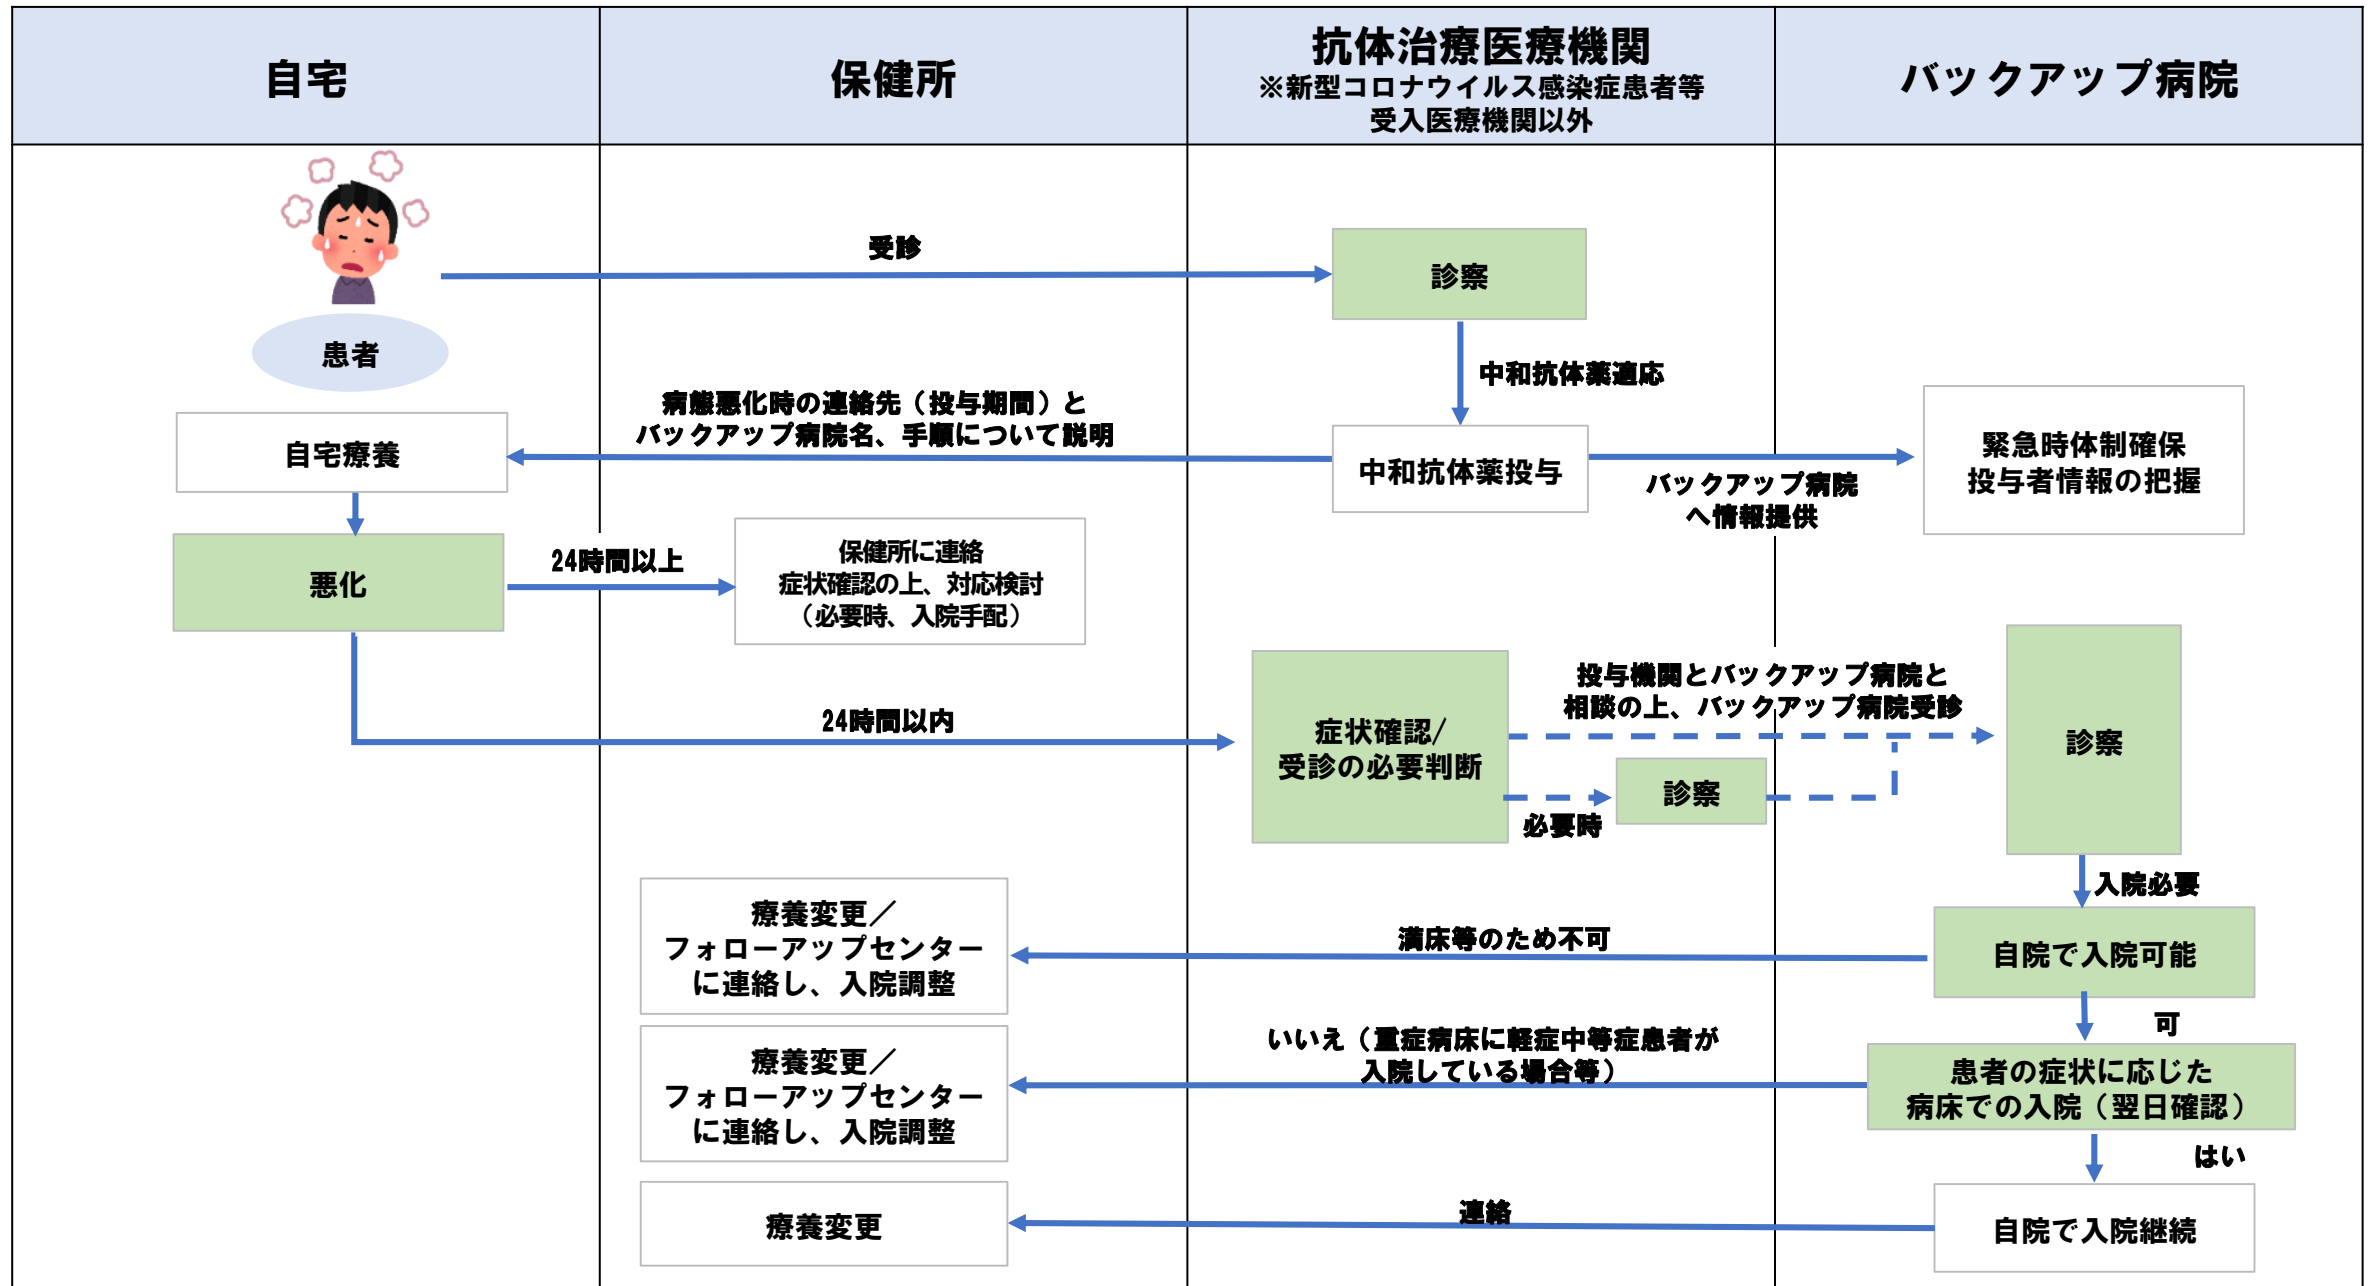 自宅
保健所
抗体治療医療機関
※新型コロナウイルス感染症患者等
受入医療機関以外
バックアップ病院
患者
受診
診察
中和抗体薬適応
病態悪化時の連絡先（投与期間）と
バックアップ病院名、手順について説明
自宅療養
中和抗体薬投与
バックアップ病院
へ情報提供
緊急時体制確保
投与者情報の把握
悪化
24時間以上
保健所に連絡
症状確認の上、対応検討
（必要時、入院手配）
24時間以内
症状確認/
受診の必要判断
投与機関とバックアップ病院と
相談の上、バックアップ病院受診
必要時
診察
診察
入院必要
自院で入院可能
満床等のため不可
療養変更／
フォローアップセンター
に連絡し、入院調整
可
患者の症状に応じた
病床での入院（翌日確認）
いいえ（重症病床に軽症中等症患者が
入院している場合等）
療養変更／
フォローアップセンター
に連絡し、入院調整
はい
自院で入院継続
連絡
療養変更